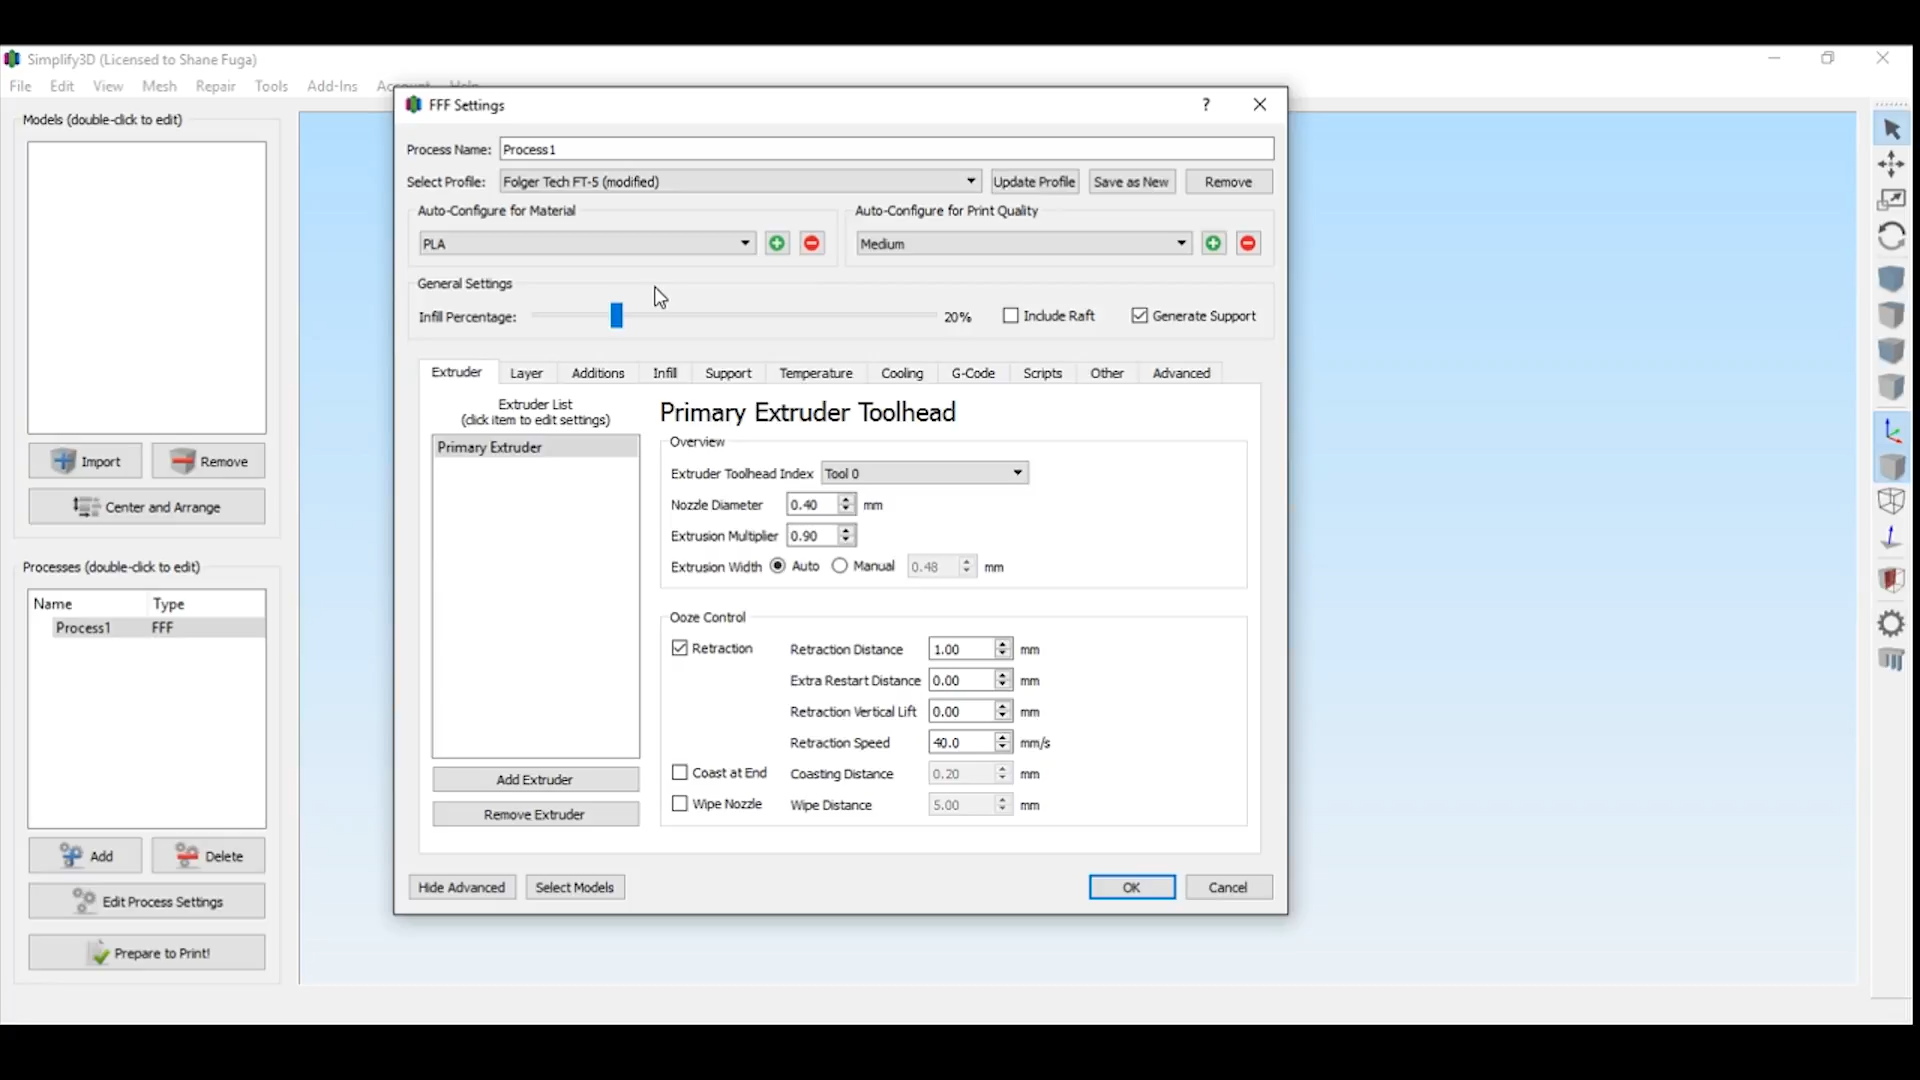 Simplify3D (Licensed to Shane Fuga)
File Edit View Mesh Repair Tools Add-Ins Account Help
Models (double-click to edit)
Import Remove
Center and Arrange
Processes (double-click to edit)
Name Type
Process1 FFF
Add Delete
Edit Process Settings
Prepare to Print!
FFF Settings ?
Process Name: Process1
Select Profile: Folger Tech FT-5 (modified) Update Profile Save as New Remove
Auto-Configure for Material Auto-Configure for Print Quality
PLA Medium
General Settings
Infill Percentage: 20% Include Raft Generate Support
Extruder Layer Additions Infill Support Temperature Cooling G-Code Scripts Other Advanced
Extruder List
(click item to edit settings)
Primary Extruder
Add Extruder
Remove Extruder
Primary Extruder Toolhead
Overview
Extruder Toolhead Index Tool 0
Nozzle Diameter 0.40 mm
Extrusion Multiplier 0.90
Extrusion Width Auto Manual 0.48 mm
Ooze Control
Retraction Retraction Distance 1.00 mm
Extra Restart Distance 0.00 mm
Retraction Vertical Lift 0.00 mm
Retraction Speed 40.0 mm/s
Coast at End Coasting Distance 0.20 mm
Wipe Nozzle Wipe Distance 5.00 mm
Hide Advanced Select Models OK Cancel